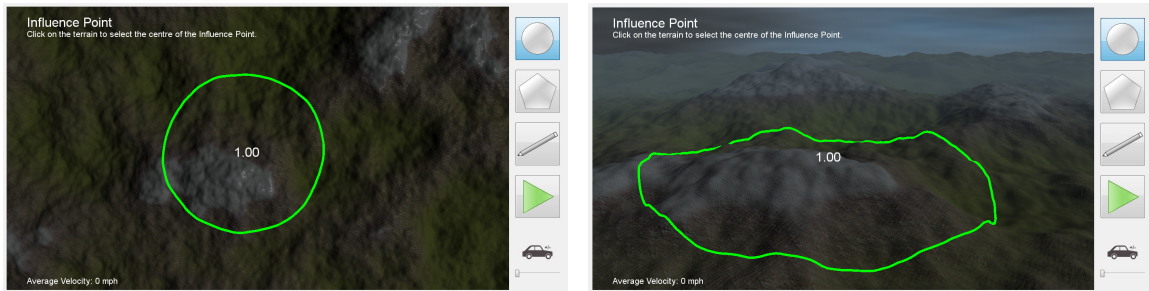 Influence Point
Click on the terrain to select the centre of the Influence Point.
1.00
Average Velocity: 0 mph
Influence Point
Click on the terrain to select the centre of the Influence Point.
1.00
Average Velocity: 0 mph